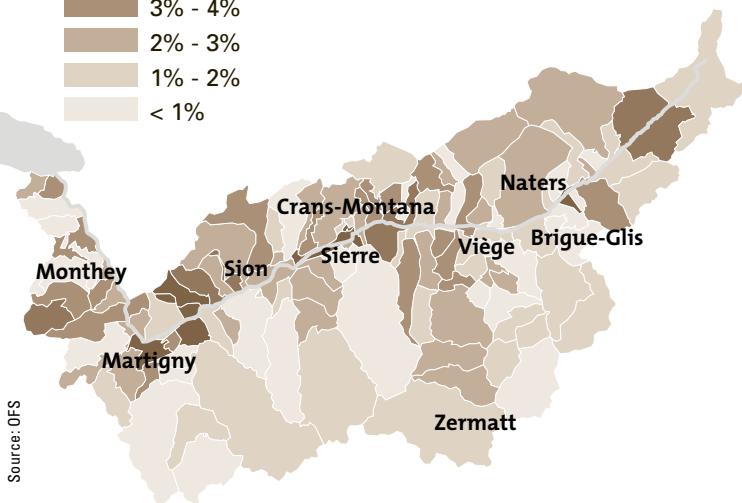 3% - 4%
2% - 3%
1% - 2%
< 1%
Naters
Crans-Montana
Brigue-Glis
Viège
Sierre
Sion
Monthey
Martigny
Zermatt
Source: OFS